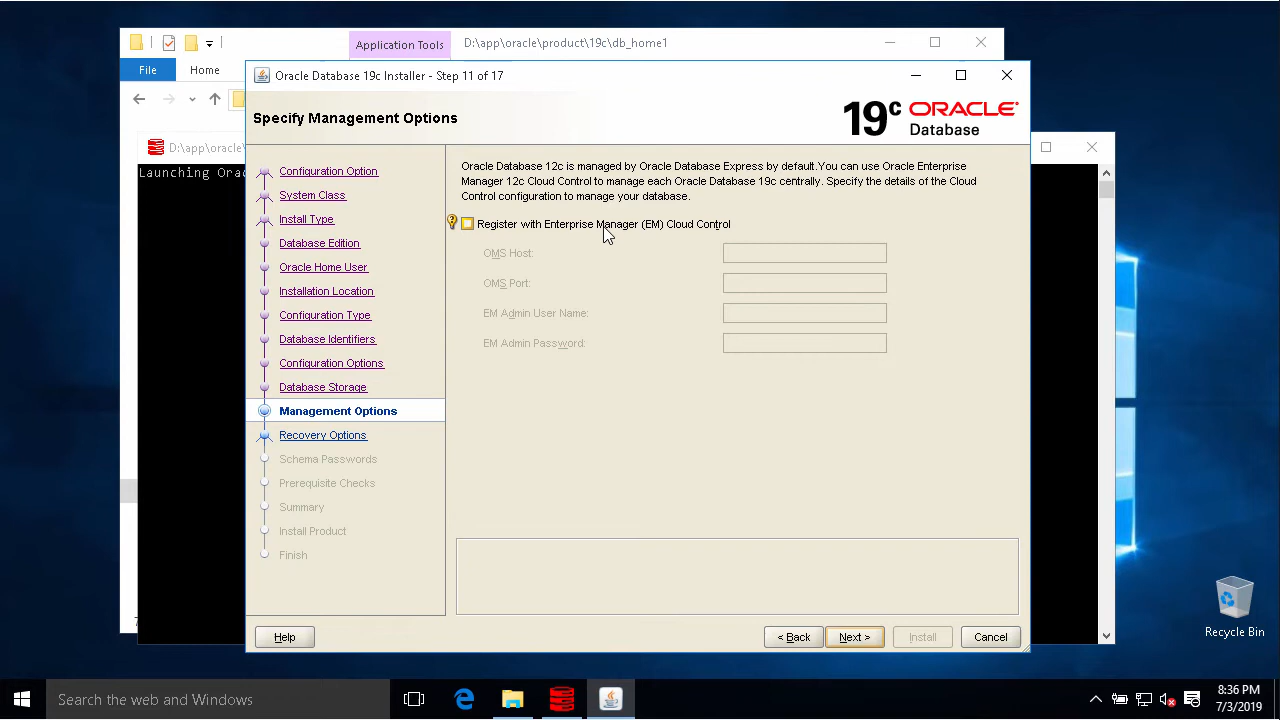 Application Tools
D:\app\oracle\product\19c\db_home1
File
Home
Oracle Database 19c Installer - Step 11 of 17
Specify Management Options
19c ORACLE
Database
D:\app\oracle\
Launching Orac
Configuration Option
System Class
Install Type
Database Edition
Oracle Home User
Installation Location
Configuration Type
Database Identifiers
Configuration Options
Database Storage
Management Options
Recovery Options
Schema Passwords
Prerequisite Checks
Summary
Install Product
Finish
Oracle Database 12c is managed by Oracle Database Express by default.You can use Oracle Enterprise
Manager 12c Cloud Control to manage each Oracle Database 19c centrally. Specify the details of the Cloud
Control configuration to manage your database.
Register with Enterprise Manager (EM) Cloud Control
OMS Host:
OMS Port:
EM Admin User Name:
EM Admin Password:
Help
< Back
Next >
Install
Cancel
Recycle Bin
Search the web and Windows
8:36 PM
7/3/2019